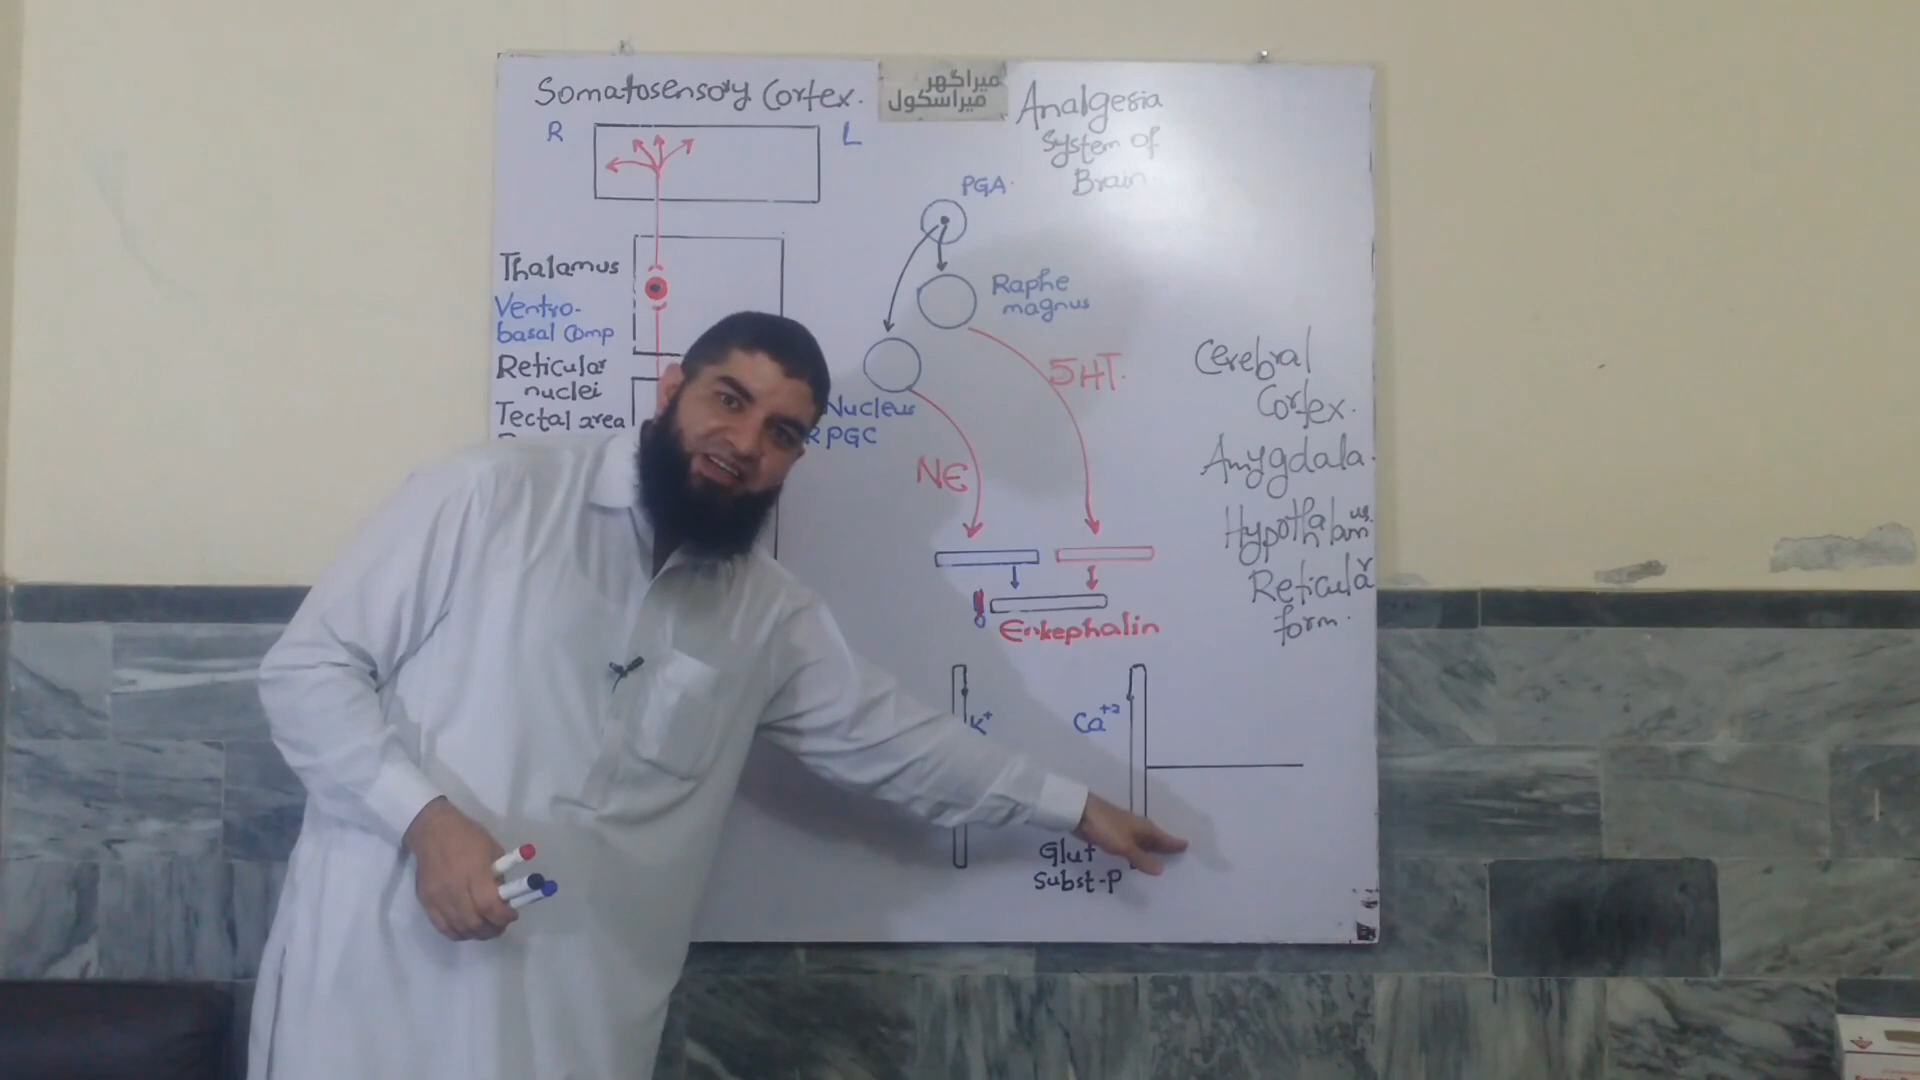 Somatosensory Cortex.
R
L
Thalamus
Ventro-
basal Comp
Reticular
nuclei
Tectal area
میراگھر
میراسکول
Analgesia
System of
Brain.
PGA.
Raphe
magnus
5HT.
Nucleus
R PGC
NE
Enkephalin
K+
Ca+2
Glut
Subst-P
Cerebral
Cortex.
Amygdala.
Hypothalamus.
Reticular
form.